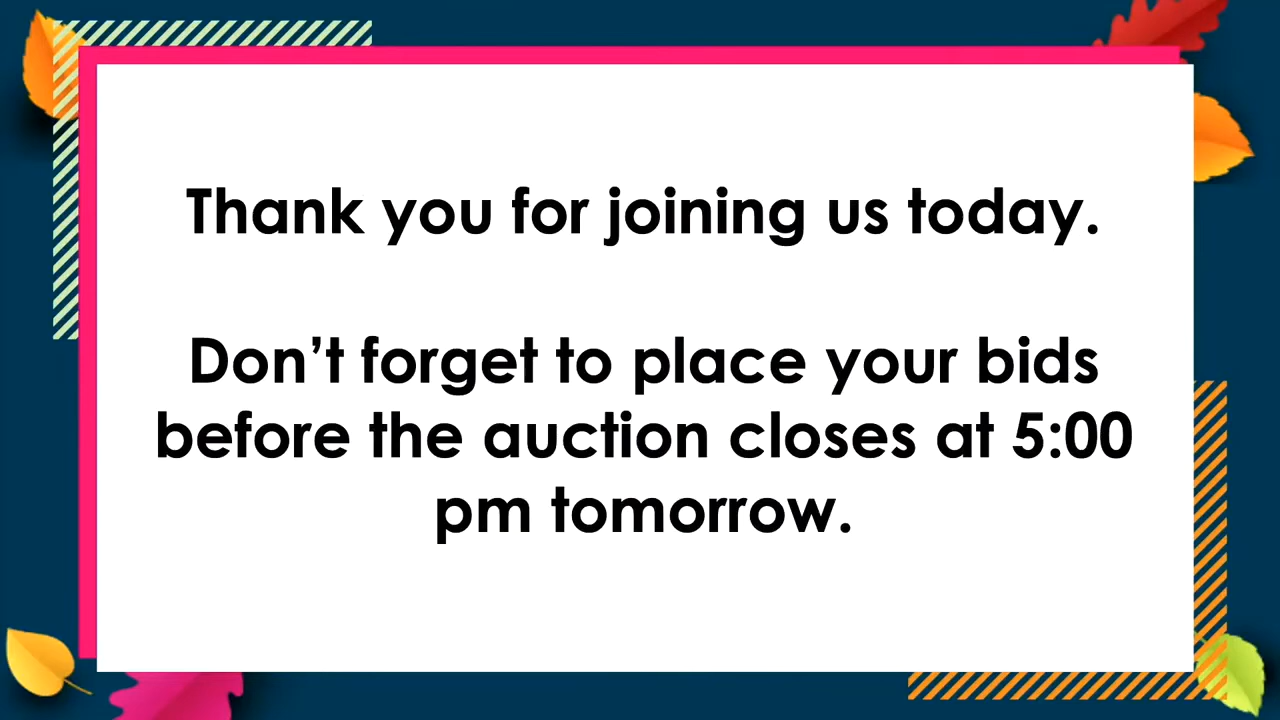 Thank you for joining us today.
Don’t forget to place your bids
before the auction closes at 5:00
pm tomorrow.